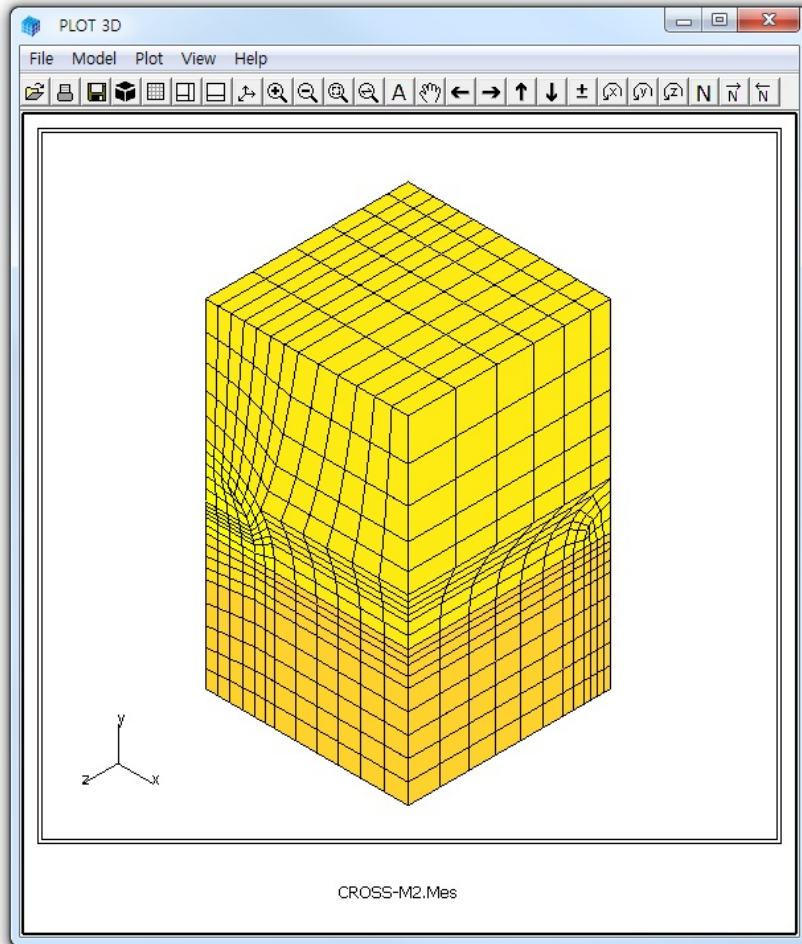 PLOT 3D
File Model Plot View Help
A ± x y z N N N
y
z x
CROSS-M2.Mes